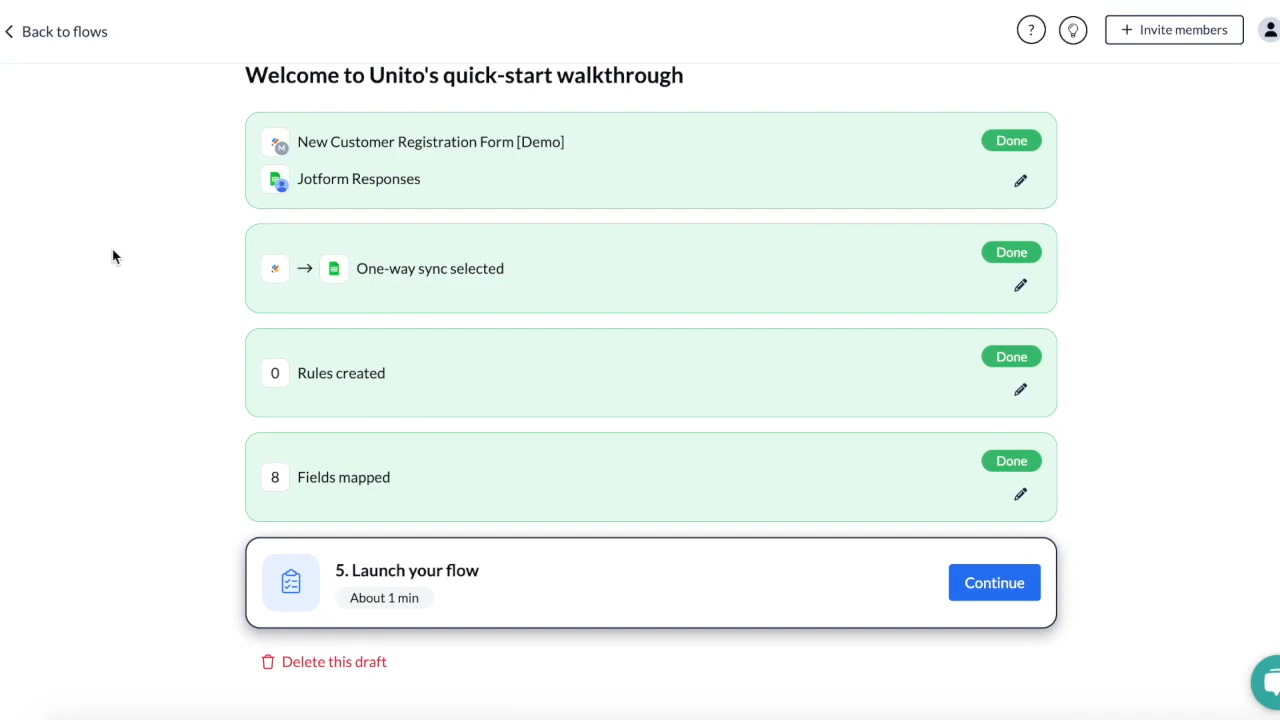 Back to flows
?
+ Invite members
Welcome to Unito's quick-start walkthrough
New Customer Registration Form [Demo]
Done
M
Jotform Responses
→ One-way sync selected
Done
0 Rules created
Done
8 Fields mapped
Done
5. Launch your flow
About 1 min
Continue
Delete this draft